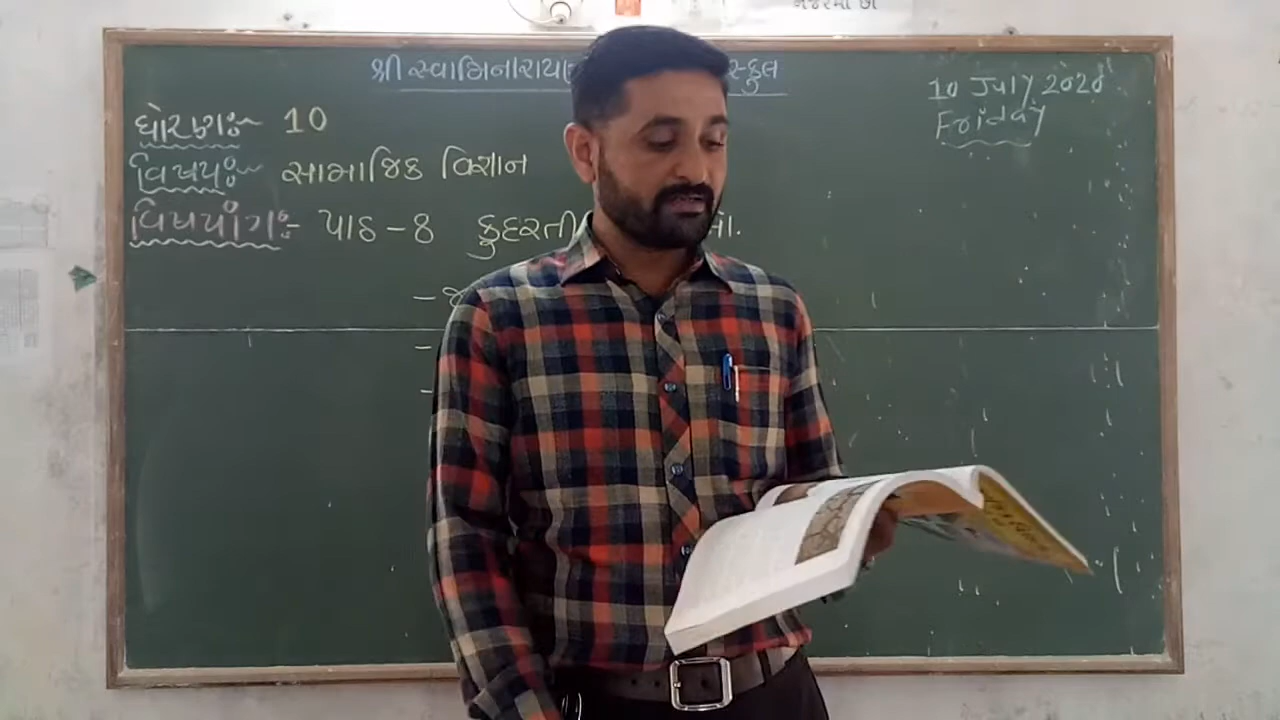 શ્રી સ્વામિનારાયણ સ્કુલ
10 July 2020
Friday
ધોરણઃ- 10
વિષયઃ- સામાજિક વિજ્ઞાન
વિષયાંગઃ- પાઠ-8 કુદરતી